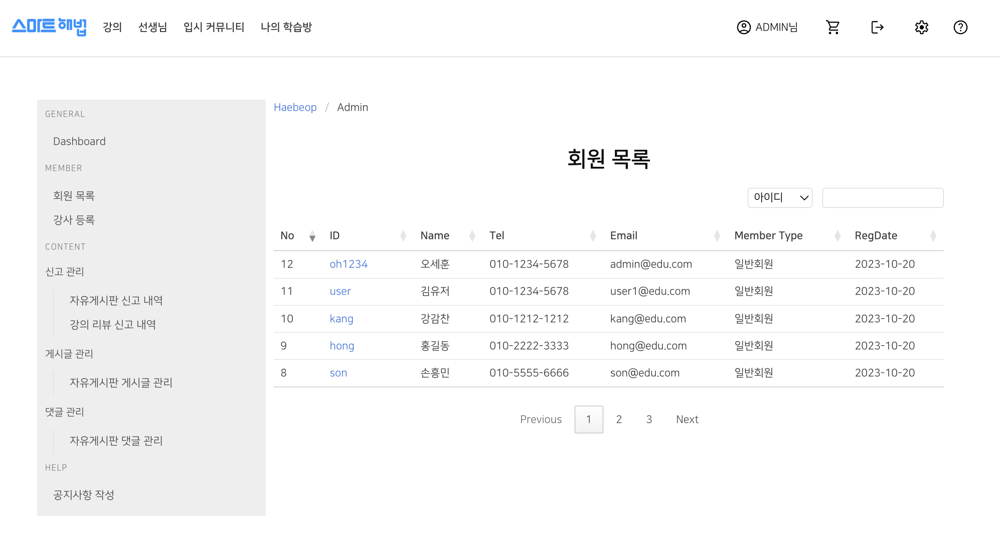 스마트 해법 강의 선생님 입시 커뮤니티 나의 학습방 ADMIN님
GENERAL
Dashboard
MEMBER
회원 목록
강사 등록
CONTENT
신고 관리
자유게시판 신고 내역
강의 리뷰 신고 내역
게시글 관리
자유게시판 게시글 관리
댓글 관리
자유게시판 댓글 관리
HELP
공지사항 작성
Haebeop / Admin
회원 목록
아이디
No ID Name Tel Email Member Type RegDate
12 oh1234 오세훈 010-1234-5678 admin@edu.com 일반회원 2023-10-20
11 user 김유저 010-1234-5678 user1@edu.com 일반회원 2023-10-20
10 kang 강감찬 010-1212-1212 kang@edu.com 일반회원 2023-10-20
9 hong 홍길동 010-2222-3333 hong@edu.com 일반회원 2023-10-20
8 son 손흥민 010-5555-6666 son@edu.com 일반회원 2023-10-20
Previous 1 2 3 Next